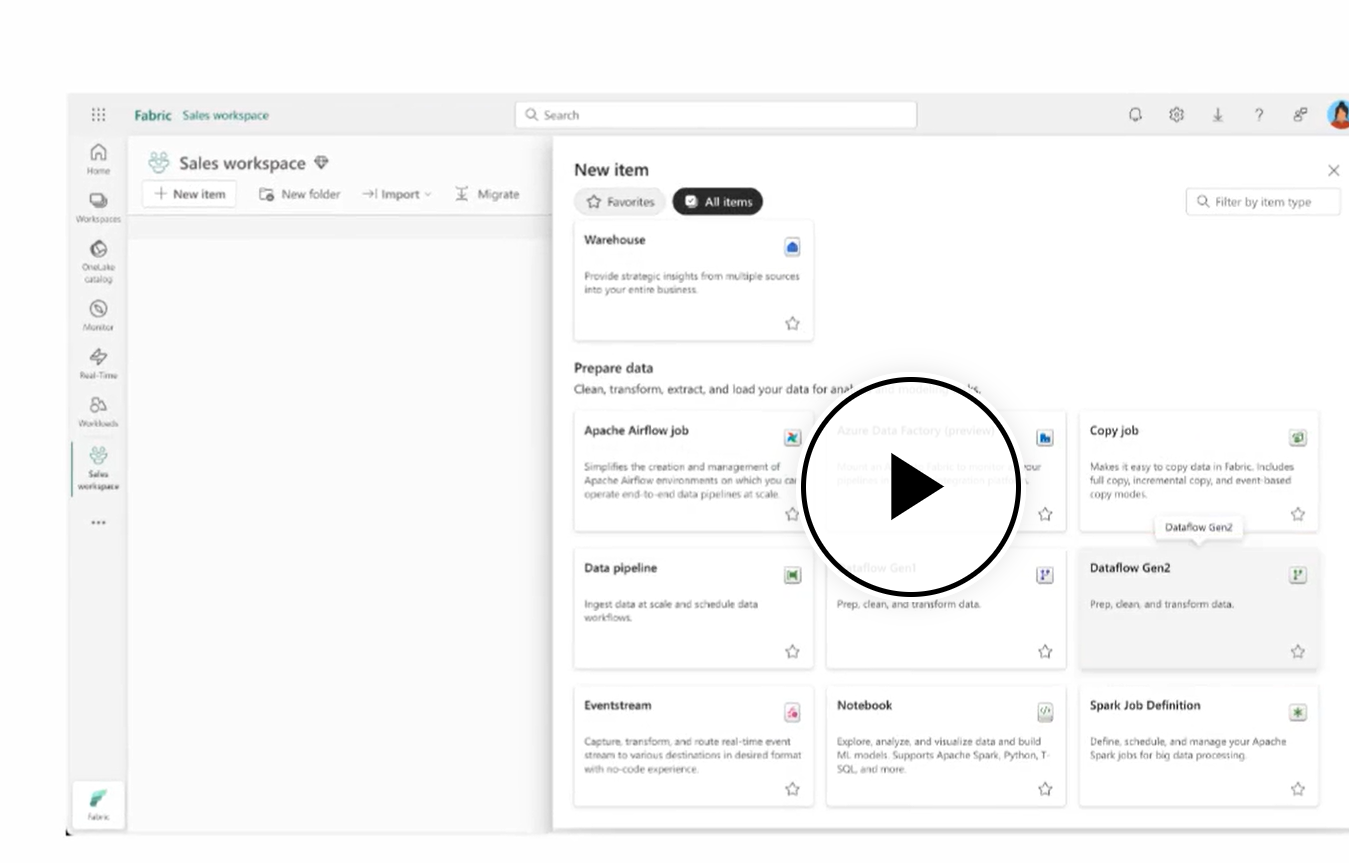 Fabric Sales workspace
Search
Home
Workspaces
OneLake
catalog
Monitor
Real-Time
Workloads
Sales
workspace
Fabric
Sales workspace
New item New folder Import Migrate
New item
Favorites All items Filter by item type
Warehouse
Provide strategic insights from multiple sources
into your entire business.
Prepare data
Clean, transform, extract, and load your data for
Apache Airflow job
Simplifies the creation and management of
Apache Airflow environments on which you can
operate end-to-end data pipelines at scale.
Azure Data Factory (preview)
your
Copy job
Makes it easy to copy data in Fabric. Includes
full copy, incremental copy, and event-based
copy modes.
Dataflow Gen2
Data pipeline
Ingest data at scale and schedule data
workflows.
Dataflow Gen1
Prep, clean, and transform data.
Dataflow Gen2
Prep, clean, and transform data.
Eventstream
Capture, transform, and route real-time event
stream to various destinations in desired format
with no-code experience.
Notebook
Explore, analyze, and visualize data and build
ML models. Supports Apache Spark, Python, T-
SQL, and more.
Spark Job Definition
Define, schedule, and manage your Apache
Spark jobs for big data processing.